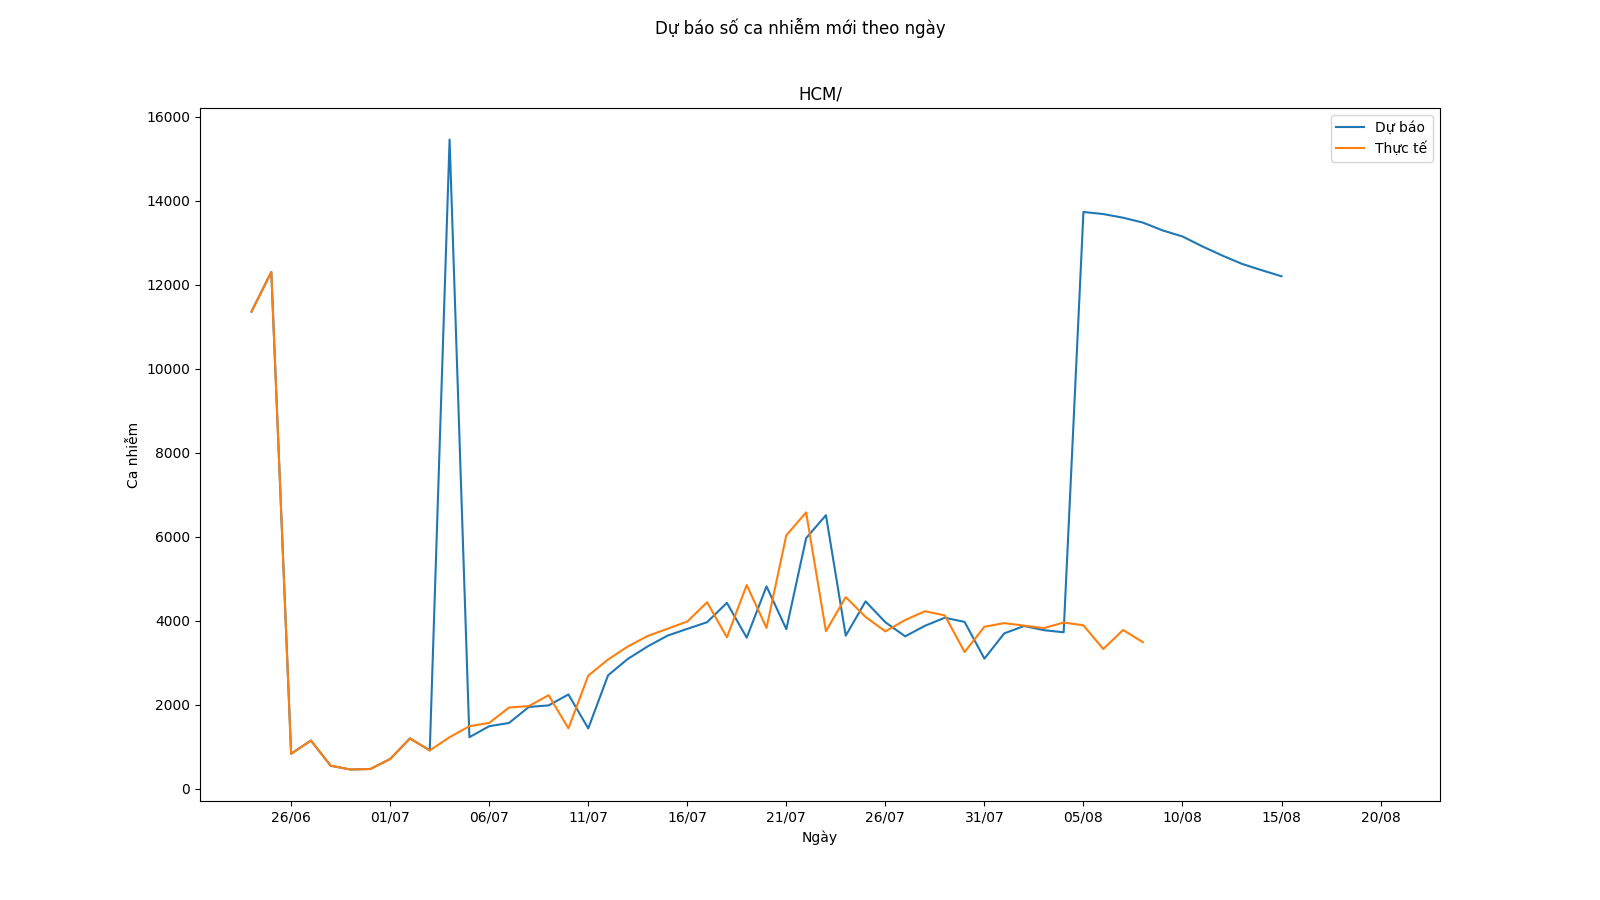 Dự báo số ca nhiễm mới theo ngày
HCM/
16000
14000
12000
10000
8000
6000
4000
2000
0
Ca nhiễm
Dự báo
Thực tế
26/06 01/07 06/07 11/07 16/07 21/07 26/07 31/07 05/08 10/08 15/08 20/08
Ngày